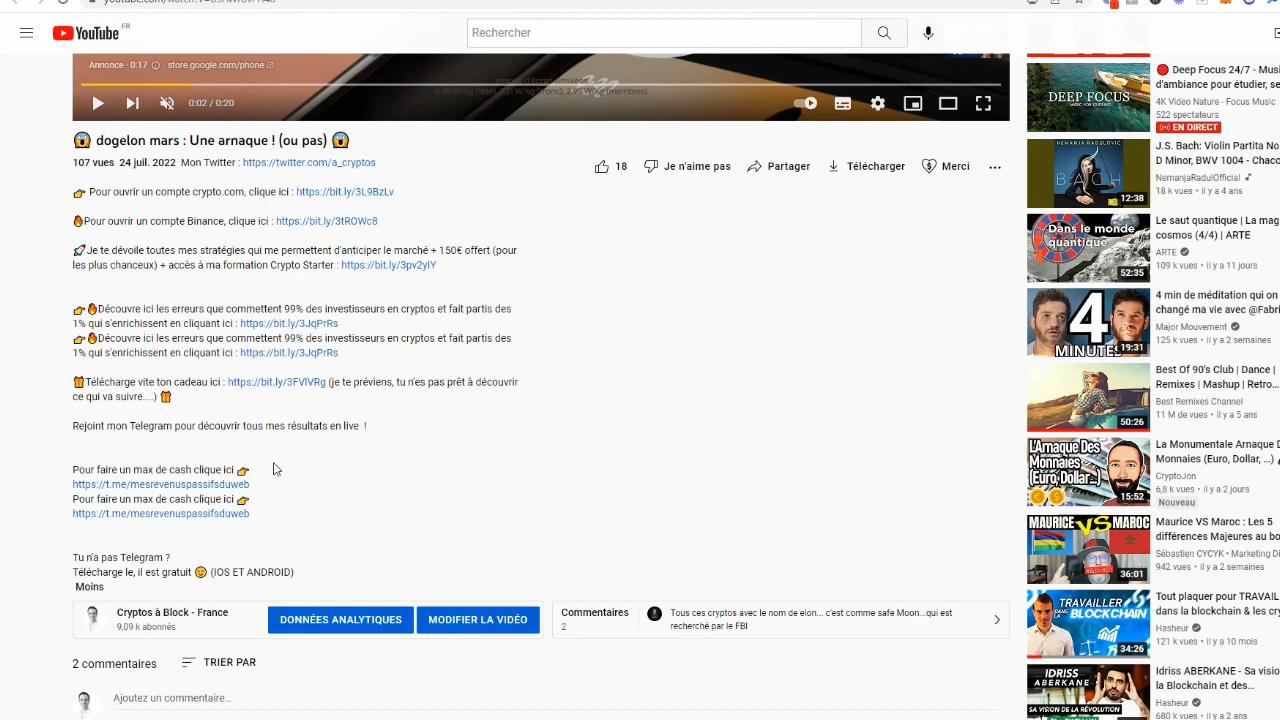 YouTube FR
Rechercher
Annonce · 0:17
store.google.com/phone
0:02 / 0:20
😱 dogelon mars : Une arnaque ! (ou pas) 😱
107 vues 24 juil. 2022 Mon Twitter : https://twitter.com/a_cryptos
18
Je n'aime pas
Partager
Télécharger
Merci
👉 Pour ouvrir un compte crypto.com, clique ici : https://bit.ly/3L9BzLv
🔥Pour ouvrir un compte Binance, clique ici : https://bit.ly/3tROWc8
🚀Je te dévoile toutes mes stratégies qui me permettent d'anticiper le marché + 150€ offert (pour
les plus chanceux) + accès à ma formation Crypto Starter : https://bit.ly/3pv2yIY
👉🔥Découvre ici les erreurs que commettent 99% des investisseurs en cryptos et fait partis des
1% qui s'enrichissent en cliquant ici : https://bit.ly/3JqPrRs
👉🔥Découvre ici les erreurs que commettent 99% des investisseurs en cryptos et fait partis des
1% qui s'enrichissent en cliquant ici : https://bit.ly/3JqPrRs
🎁Télécharge vite ton cadeau ici : https://bit.ly/3FVlVRg (je te préviens, tu n'es pas prêt à découvrir
ce qui va suivre....) 🎁
Rejoint mon Telegram pour découvrir tous mes résultats en live !
Pour faire un max de cash clique ici 👉
https://t.me/mesrevenuspassifsduweb
Pour faire un max de cash clique ici 👉
https://t.me/mesrevenuspassifsduweb
Tu n'a pas Telegram ?
Télécharge le, il est gratuit 😉 (IOS ET ANDROID)
Moins
Cryptos à Block - France
9,09 k abonnés
DONNÉES ANALYTIQUES
MODIFIER LA VIDÉO
Commentaires
2
Tous ces cryptos avec le nom de elon... c'est comme safe Moon...qui est
recherché par le FBI
2 commentaires
TRIER PAR
Ajoutez un commentaire...
DEEP FOCUS
🔴 Deep Focus 24/7 - Musi
d'ambiance pour étudier, se
4K Video Nature - Focus Music
522 spectateurs
EN DIRECT
NEMANJA RADULOVIC
BACH
12:38
J.S. Bach: Violin Partita No
D Minor, BWV 1004 - Chaco
NemanjaRadulOfficial
18 k vues • il y a 4 ans
Dans le monde
quantique
52:35
Le saut quantique | La mag
cosmos (4/4) | ARTE
ARTE
109 k vues • il y a 11 jours
4
MINUTES
19:31
4 min de méditation qui on
changé ma vie avec @Fabri
Major Mouvement
125 k vues • il y a 2 semaines
50:26
Best Of 90's Club | Dance |
Remixes | Mashup | Retro...
Best Remixes Channel
11 M de vues • il y a 5 ans
L'Arnaque Des
Monnaies
(Euro, Dollar...)
15:52
La Monumentale Arnaque D
Monnaies (Euro, Dollar,...)
CryptoJon
6,8 k vues • il y a 2 jours
Nouveau
MAURICE VS MAROC
36:01
Maurice VS Maroc : Les 5
différences Majeures au bo
Sébastien CYCYK • Marketing Di
942 vues • il y a 2 semaines
TRAVAILLER
DANS LA
BLOCKCHAIN
34:26
Tout plaquer pour TRAVAIL
dans la blockchain & les cry
Hasheur
121 k vues • il y a 10 mois
IDRISS
ABERKANE
SA VISION DE LA RÉVOLUTION
Idriss ABERKANE - Sa visio
la Blockchain et des...
Hasheur
680 k vues • il y a 2 ans